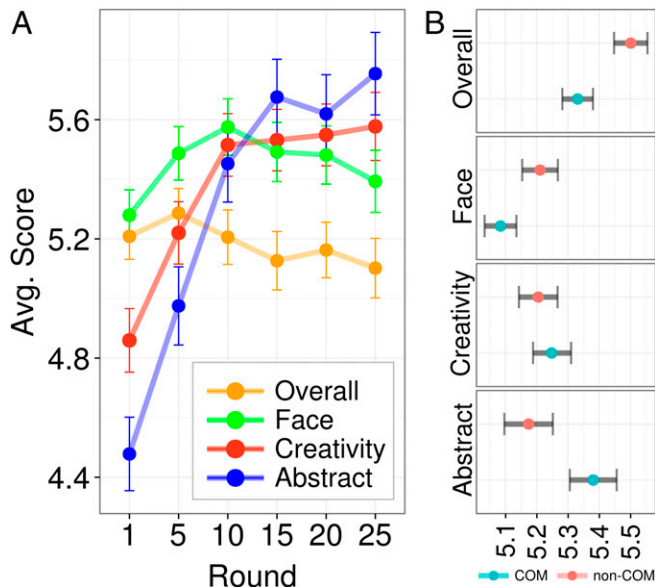 A
Avg. Score
5.6
5.2
4.8
4.4
Overall
Face
Creativity
Abstract
1 5 10 15 20 25
Round
B
Overall
Face
Creativity
Abstract
5.1 5.2 5.3 5.4 5.5
COM non-COM